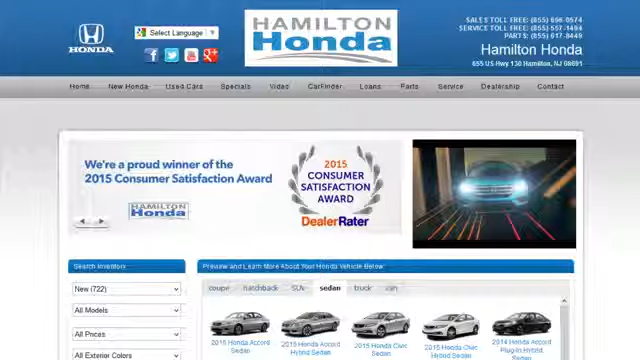 HONDA
Select Language
HAMILTON
Honda
SALES TOLL FREE: (855) 696-0574
SERVICE TOLL FREE: (855) 557-1494
PARTS: (855) 617-8449
Hamilton Honda
655 US Hwy 130 Hamilton, NJ 08691
Home New Honda Used Cars Specials Video CarFinder Loans Parts Service Dealership Contact
We're a proud winner of the
2015 Consumer Satisfaction Award
HAMILTON
Honda
2015
CONSUMER
SATISFACTION
AWARD
DealerRater
Search Inventory
New (722)
All Models
All Prices
All Exterior Colors
Preview and Learn More About Your Honda Vehicle Below:
coupe hatchback SUV sedan truck van
2015 Honda Accord
Sedan
2015 Honda Accord
Hybrid Sedan
2015 Honda Civic
Sedan
2015 Honda Civic
Hybrid Sedan
2014 Honda Accord
Plug-In Hybrid